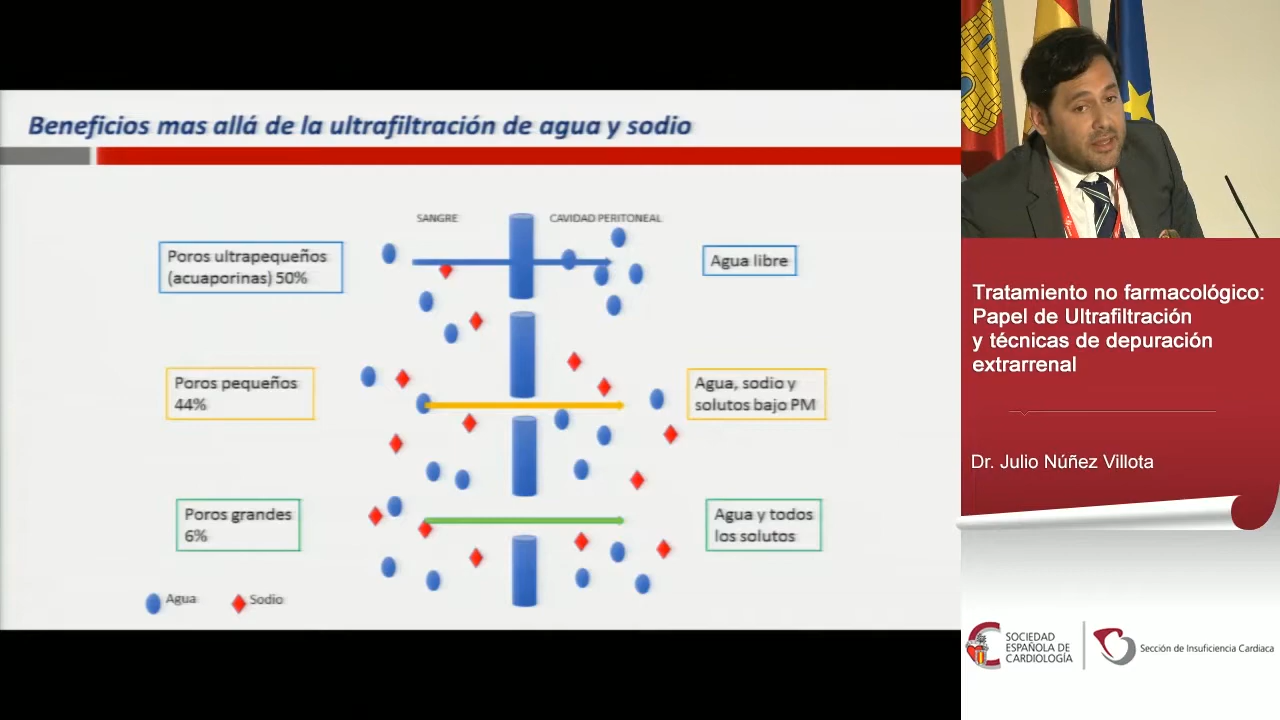 Beneficios mas allá de la ultrafiltración de agua y sodio
SANGRE
CAVIDAD PERITONEAL
Poros ultrapequeños
(acuaporinas) 50%
Agua libre
Poros pequeños
44%
Agua, sodio y
solutos bajo PM
Poros grandes
6%
Agua y todos
los solutos
Agua
Sodio
Tratamiento no farmacológico:
Papel de Ultrafiltración
y técnicas de depuración
extrarrenal
Dr. Julio Núñez Villota
SOCIEDAD
ESPAÑOLA DE
CARDIOLOGÍA
Sección de Insuficiencia Cardiaca